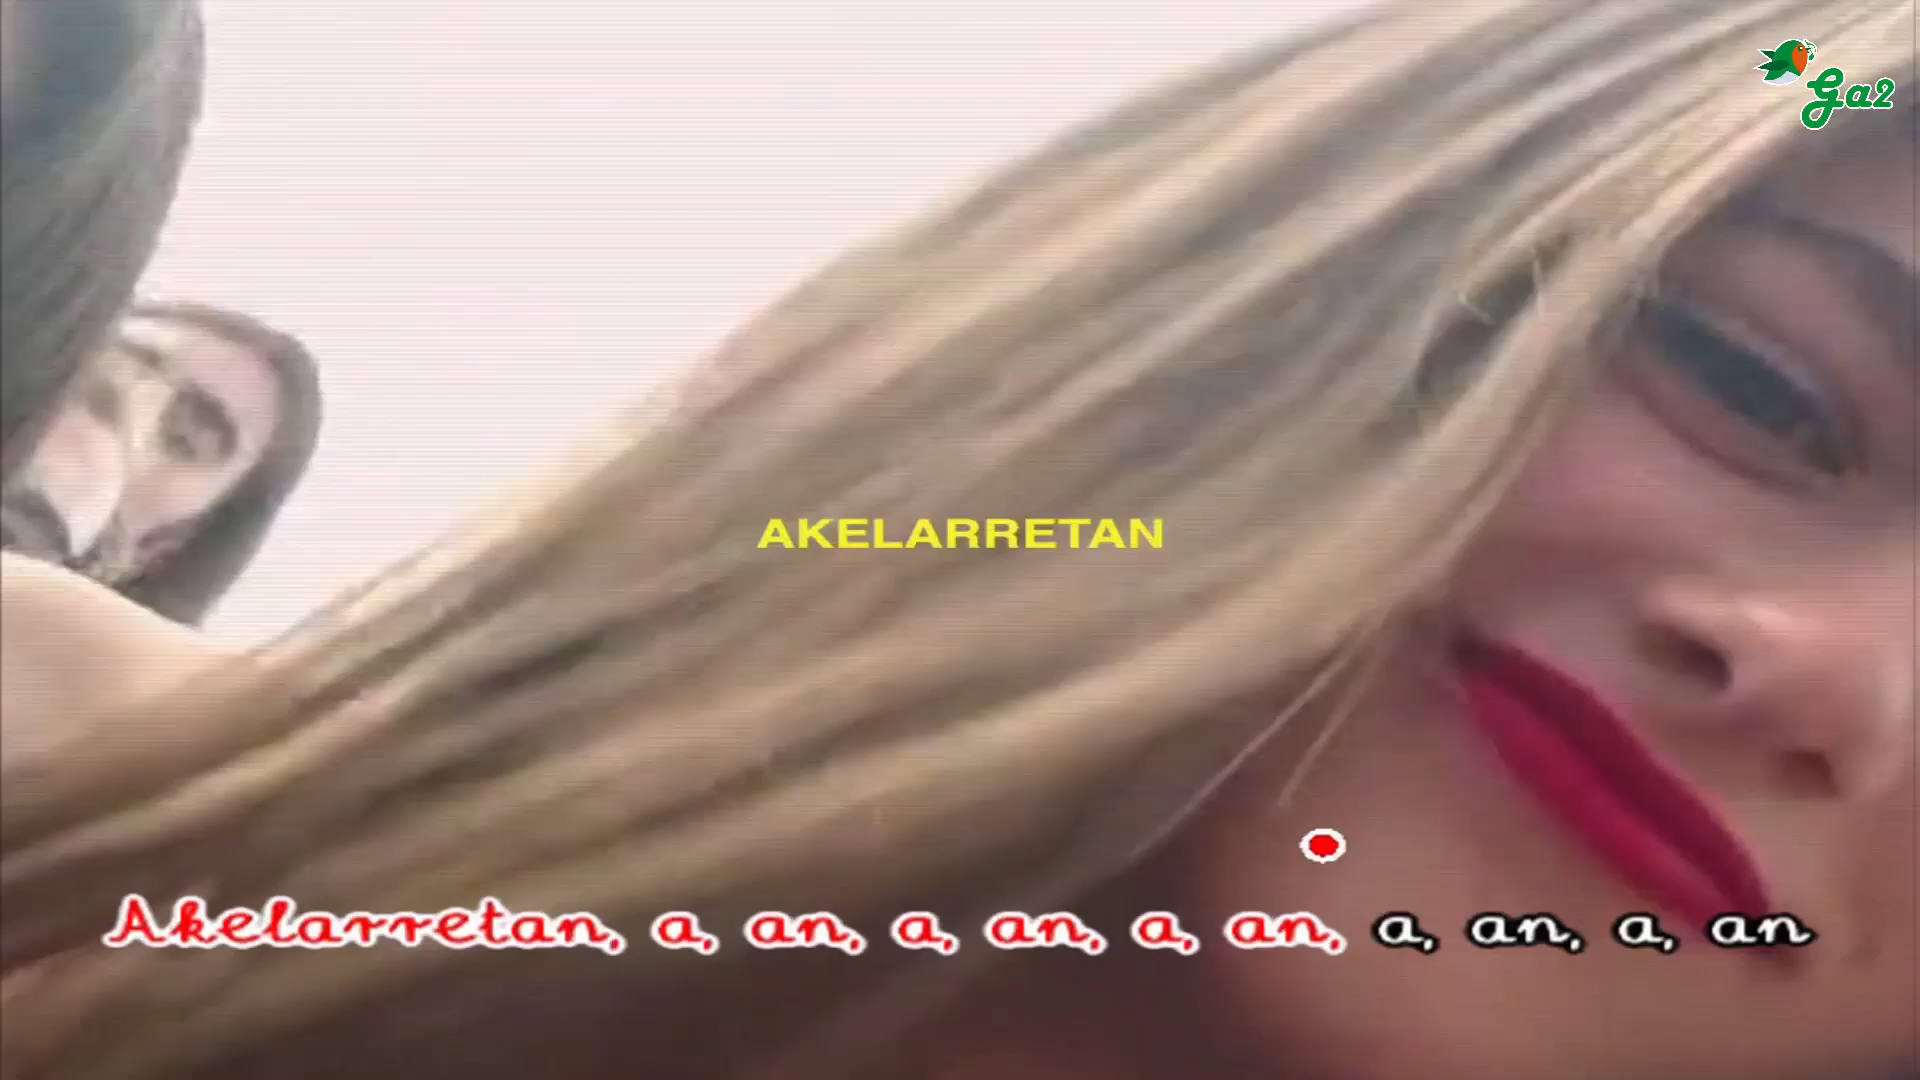 Ga2
AKELARRETAN
Akelarretan, a, an, a, an, a, an, a, an, a, an